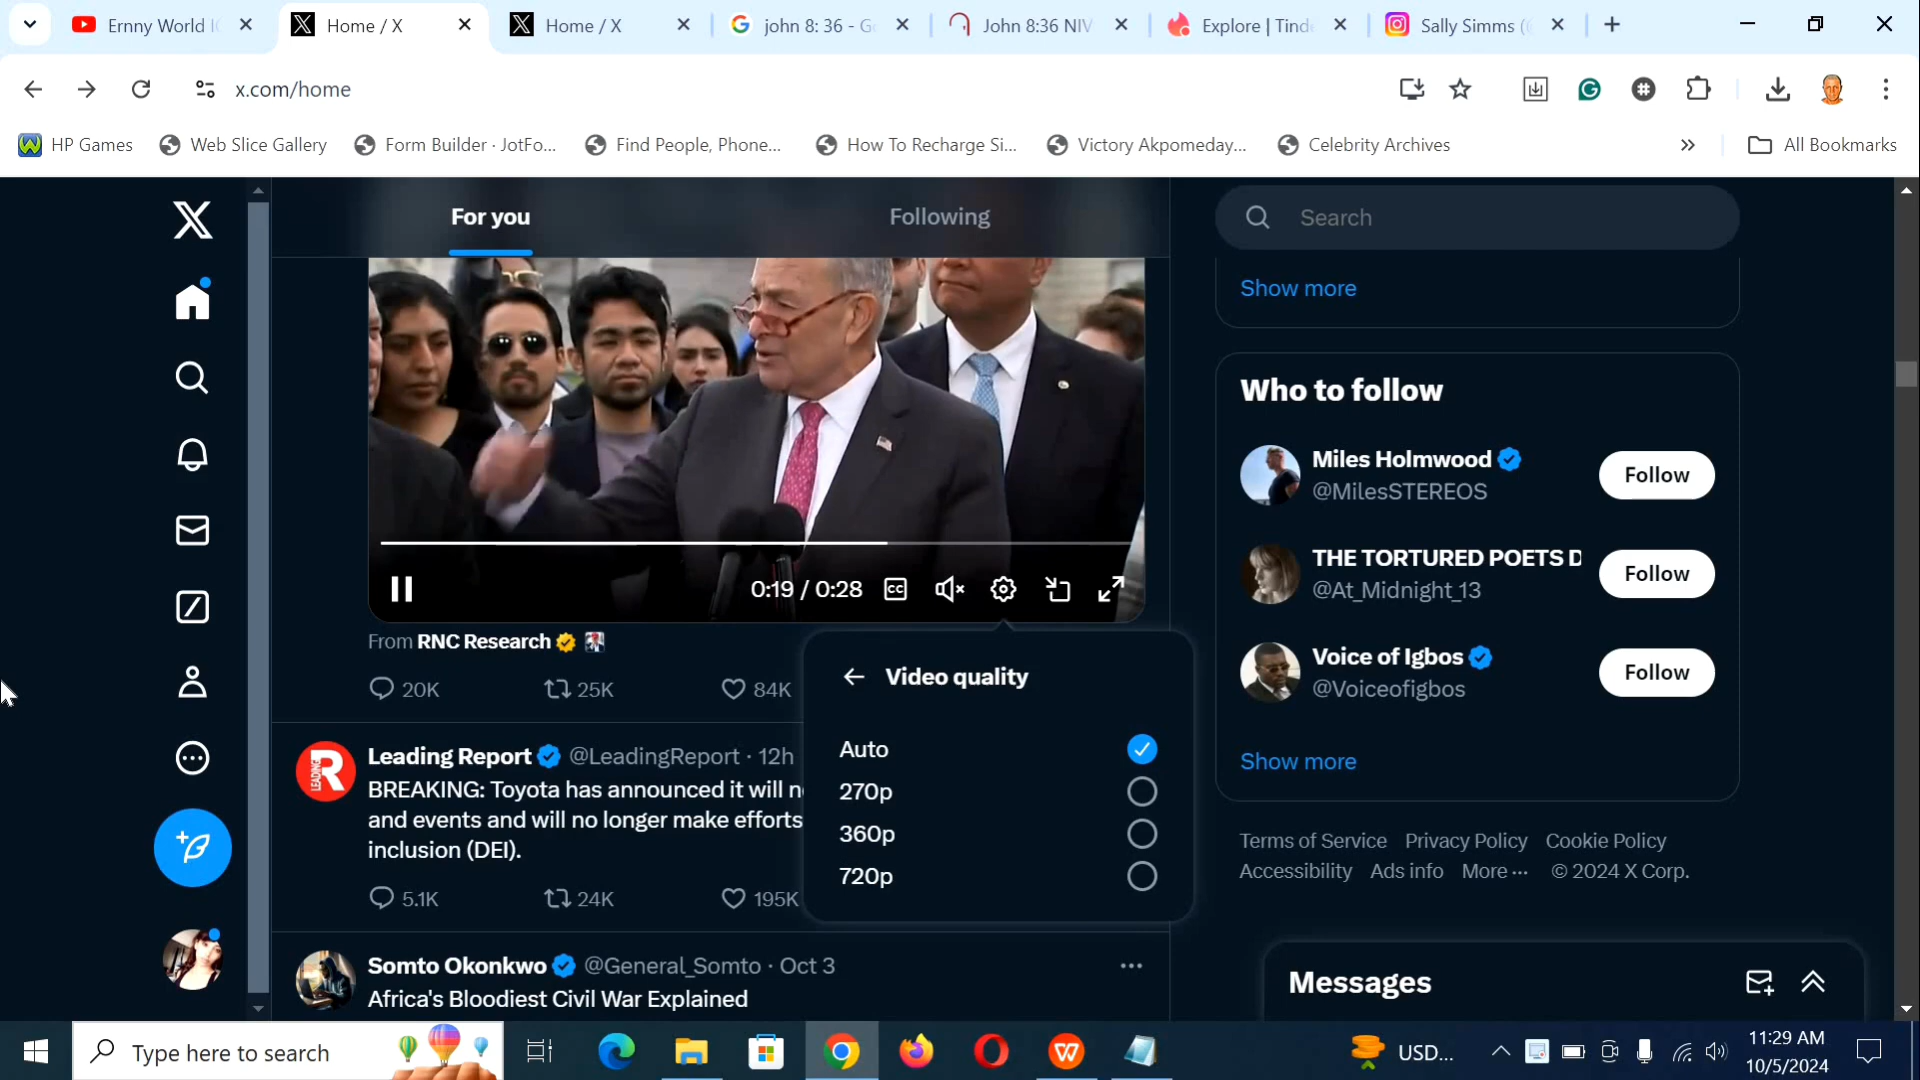 Ernny World I
Home / X
Home / X
john 8: 36 - G
John 8:36 NIV
Explore | Tind
Sally Simms (
x.com/home
HP Games
Web Slice Gallery
Form Builder · JotFo...
Find People, Phone...
How To Recharge Si...
Victory Akpomeday...
Celebrity Archives
All Bookmarks
For you
Following
Search
Show more
0:19 / 0:28
CC
From RNC Research
20K
25K
84K
Video quality
Auto
270p
360p
720p
Leading Report @LeadingReport · 12h
BREAKING: Toyota has announced it will n
and events and will no longer make efforts
inclusion (DEI).
LEADING R
5.1K
24K
195K
Somto Okonkwo @General_Somto · Oct 3
Africa's Bloodiest Civil War Explained
Who to follow
Miles Holmwood
@MilesSTEREOS
Follow
THE TORTURED POETS D
@At_Midnight_13
Follow
Voice of Igbos
@Voiceofigbos
Follow
Show more
Terms of Service Privacy Policy Cookie Policy
Accessibility Ads info More ··· © 2024 X Corp.
Messages
Type here to search
USD...
11:29 AM
10/5/2024